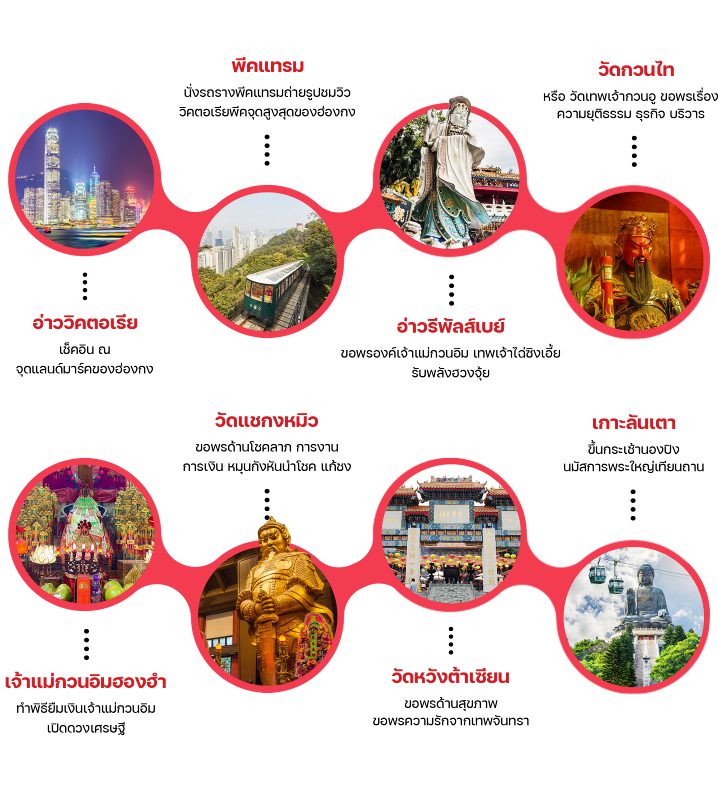 พีคแทรม
นั่งรถรางพีคแทรมถ่ายรูปชมวิว
วิคตอเรียพีคจุดสูงสุดของฮ่องกง
วัดกวนไท
หรือ วัดเทพเจ้ากวนอู ขอพรเรื่อง
ความยุติธรรม ธุรกิจ บริวาร
อ่าววิคตอเรีย
เช็คอิน ณ
จุดแลนด์มาร์คของฮ่องกง
อ่าวรีพัลส์เบย์
ขอพรองค์เจ้าแม่กวนอิม เทพเจ้าไฉ่ซิงเอี้ย
รับพลังฮวงจุ้ย
วัดแชกงหมิว
ขอพรด้านโชคลาภ การงาน
การเงิน หมุนกังหันนำโชค แก้ชง
เกาะลันเตา
ขึ้นกระเช้านองปิง
นมัสการพระใหญ่เทียนถาน
เจ้าแม่กวนอิมฮองฮำ
ทำพิธียืมเงินเจ้าแม่กวนอิม
เปิดดวงเศรษฐี
วัดหวังต้าเซียน
ขอพรด้านสุขภาพ
ขอพรความรักจากเทพจันทรา